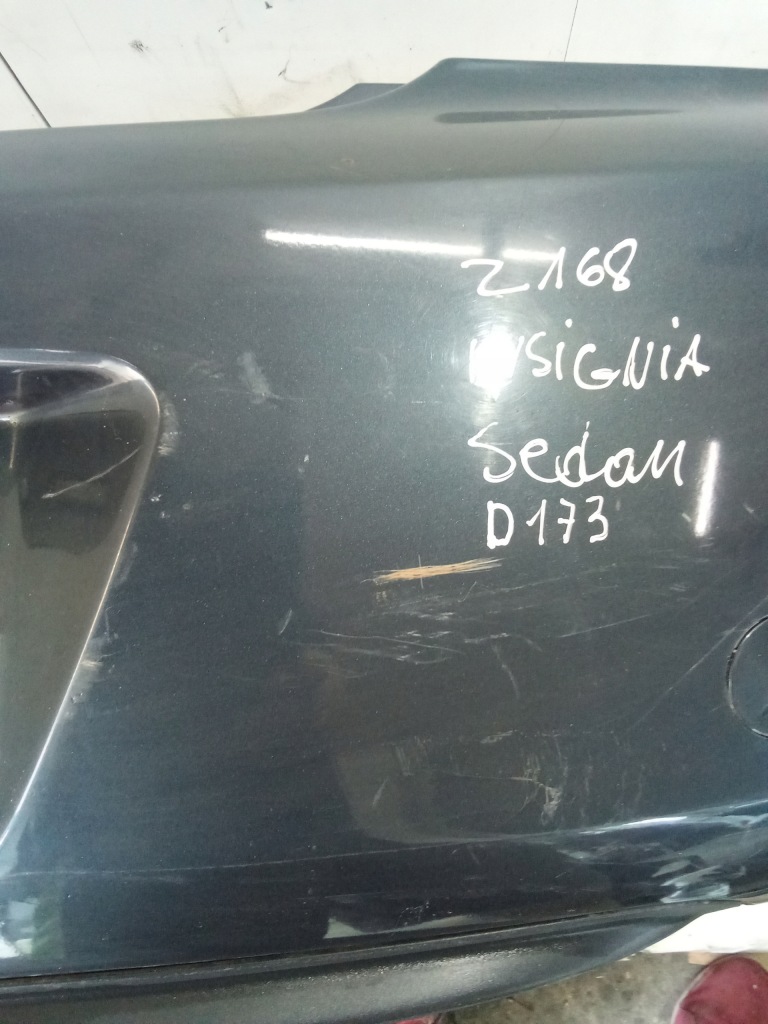 Z168
INSIGNIA
Sedan
D173